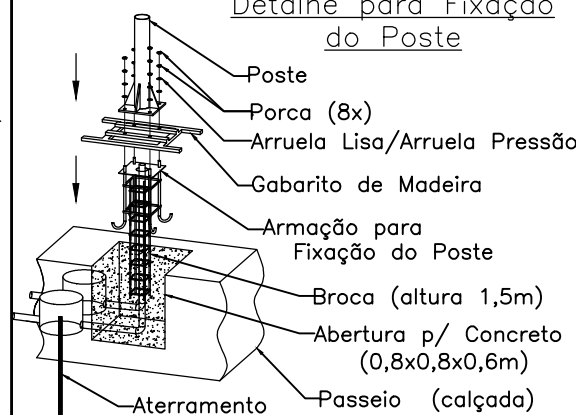 Detalhe para Fixação
do Poste
Poste
Porca (8x)
Arruela Lisa/Arruela Pressão
Gabarito de Madeira
Armação para
Fixação do Poste
Broca (altura 1,5m)
Abertura p/ Concreto
(0,8x0,8x0,6m)
Passeio (calçada)
Aterramento